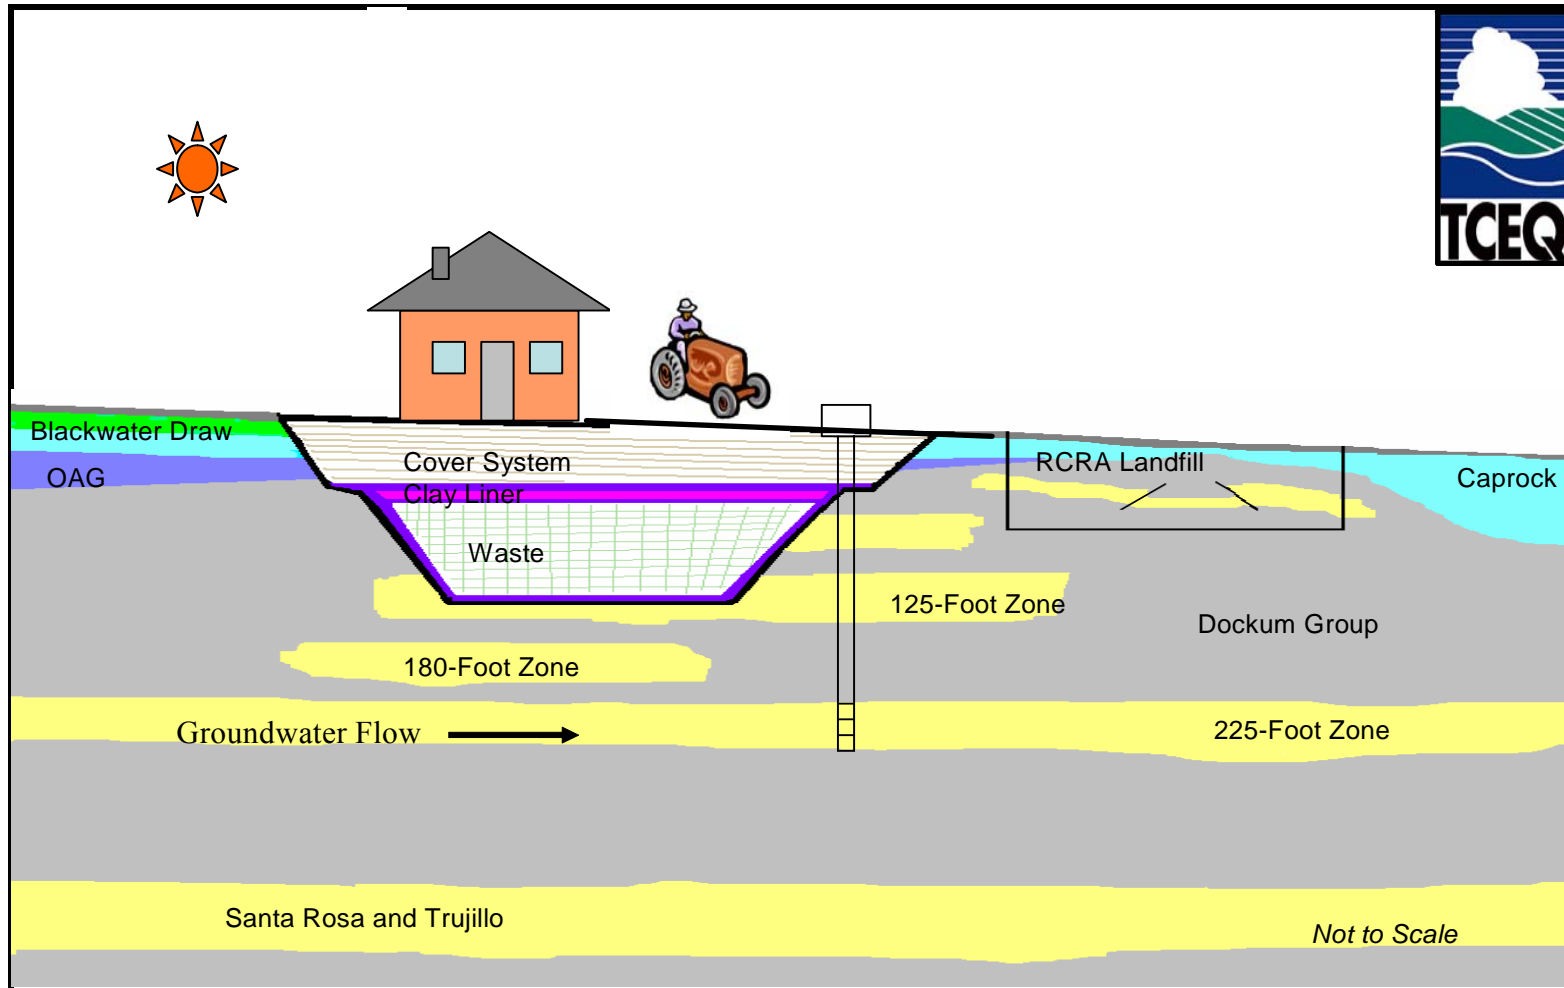 TCEQ
Blackwater Draw
OAG
Cover System
Clay Liner
Waste
RCRA Landfill
Caprock
125-Foot Zone
Dockum Group
180-Foot Zone
Groundwater Flow
225-Foot Zone
Santa Rosa and Trujillo
Not to Scale